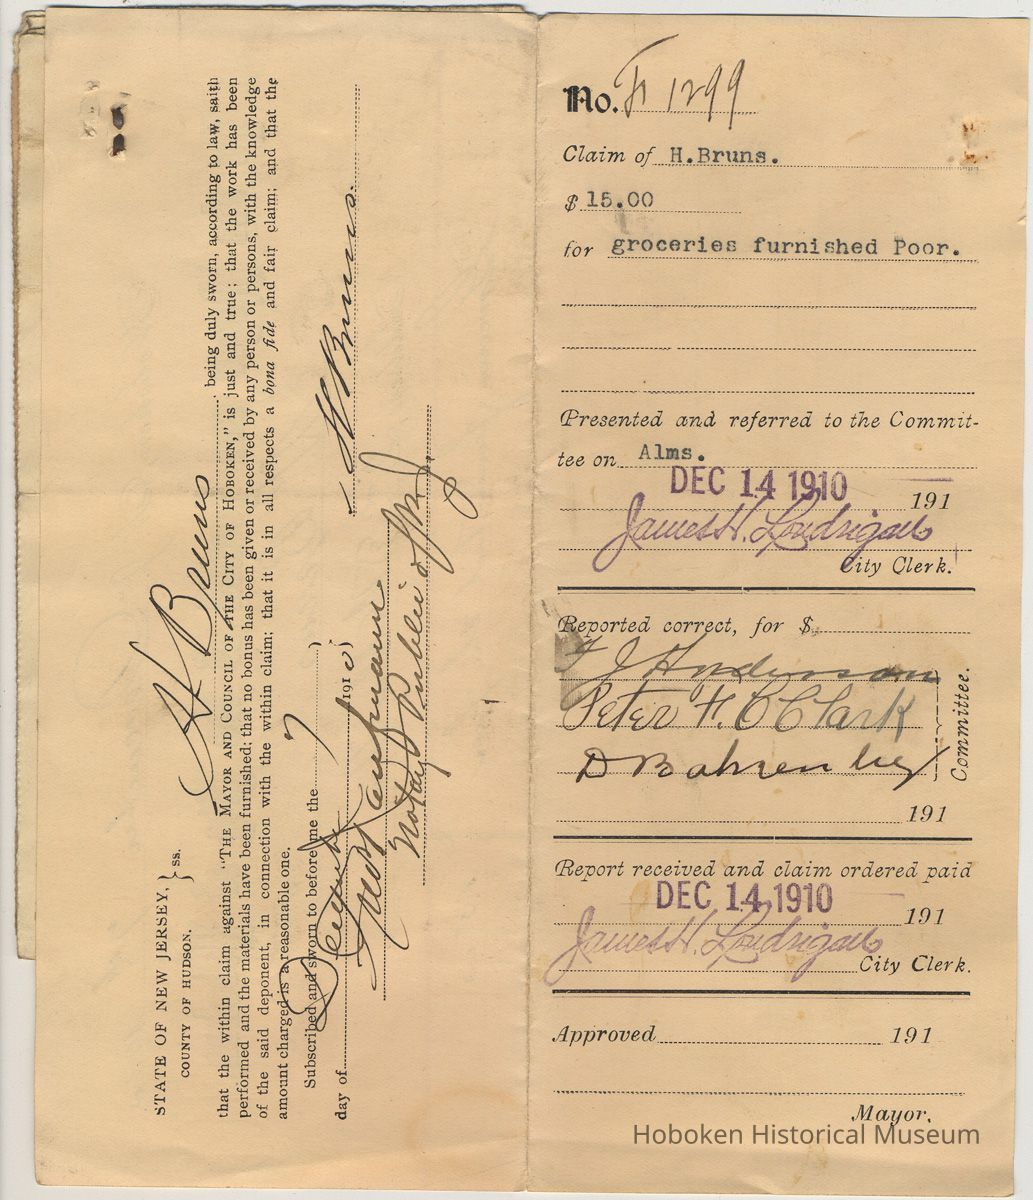 STATE OF NEW JERSEY, } ss.
COUNTY OF HUDSON.
H Bruns being duly sworn, according to law, saith
that the within claim against "THE MAYOR AND COUNCIL OF THE CITY OF HOBOKEN," is just and true; that the work has been
performed and the materials have been furnished; that no bonus has been given or received by any person or persons, with the knowledge
of the said deponent, in connection with the within claim; that it is in all respects a bona fide and fair claim; and that the
amount charged is a reasonable one.
Subscribed and sworn to before me the 7
day of 1910
H Bruns.
Kaufmann
Notary Public of N.J.
No. 1299
Claim of H.Bruns.
$ 15.00
for groceries furnished Poor.
Presented and referred to the Commit-
tee on Alms.
DEC 14 1910 191
James H. Londrigan
City Clerk.
Reported correct, for $
Peter F. C Clark
D Bahrenburg
Committee.
191
Report received and claim ordered paid
DEC 14 1910 191
James H. Londrigan
City Clerk.
Approved 191
Mayor.
Hoboken Historical Museum